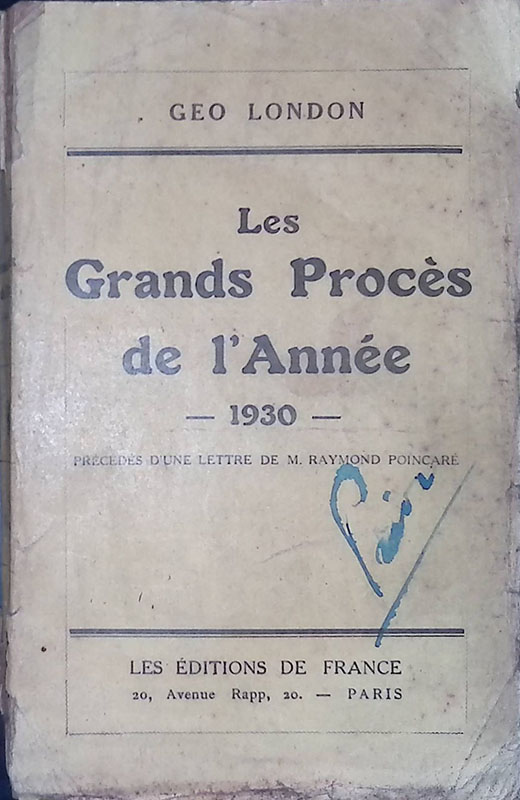 GEO LONDON
Les
Grands Procès
de l'Année
— 1930 —
PRÉCÉDÉS D'UNE LETTRE DE M. RAYMOND POINCARÉ
LES ÉDITIONS DE FRANCE
20, Avenue Rapp, 20. — PARIS